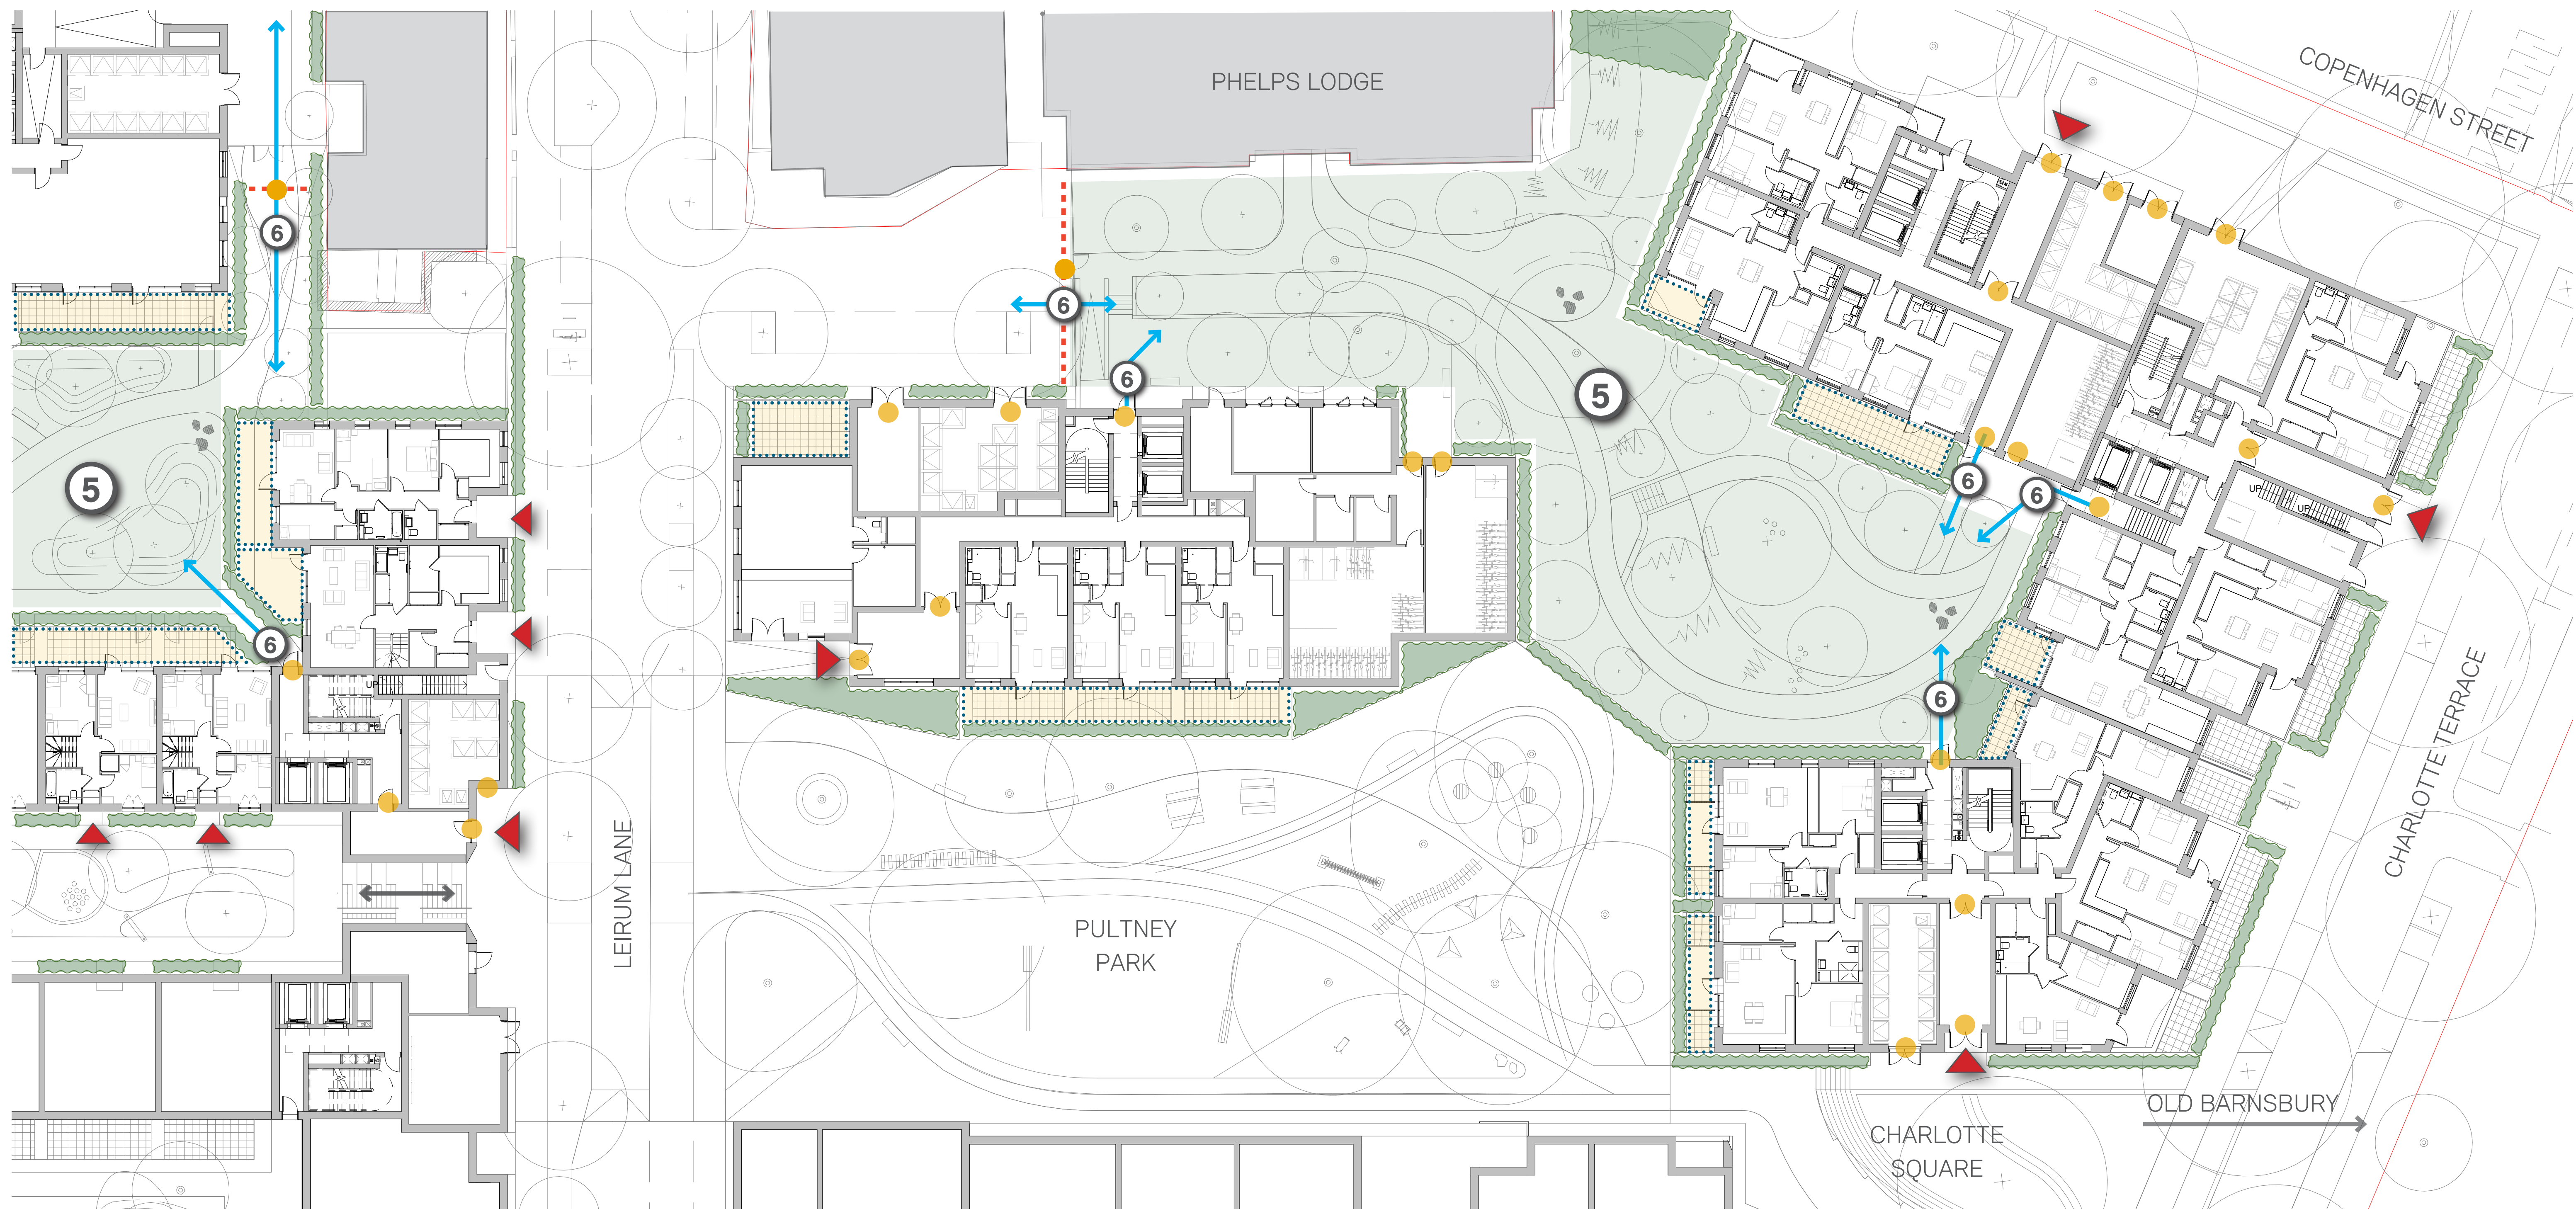 PHELPS LODGE
COPENHAGEN STREET
6
6
6
5
5
6
6
UP
UP
6
UP
6
CHARLOTTE TERRACE
LEIRUM LANE
PULTNEY
PARK
OLD BARNSBURY
CHARLOTTE
SQUARE